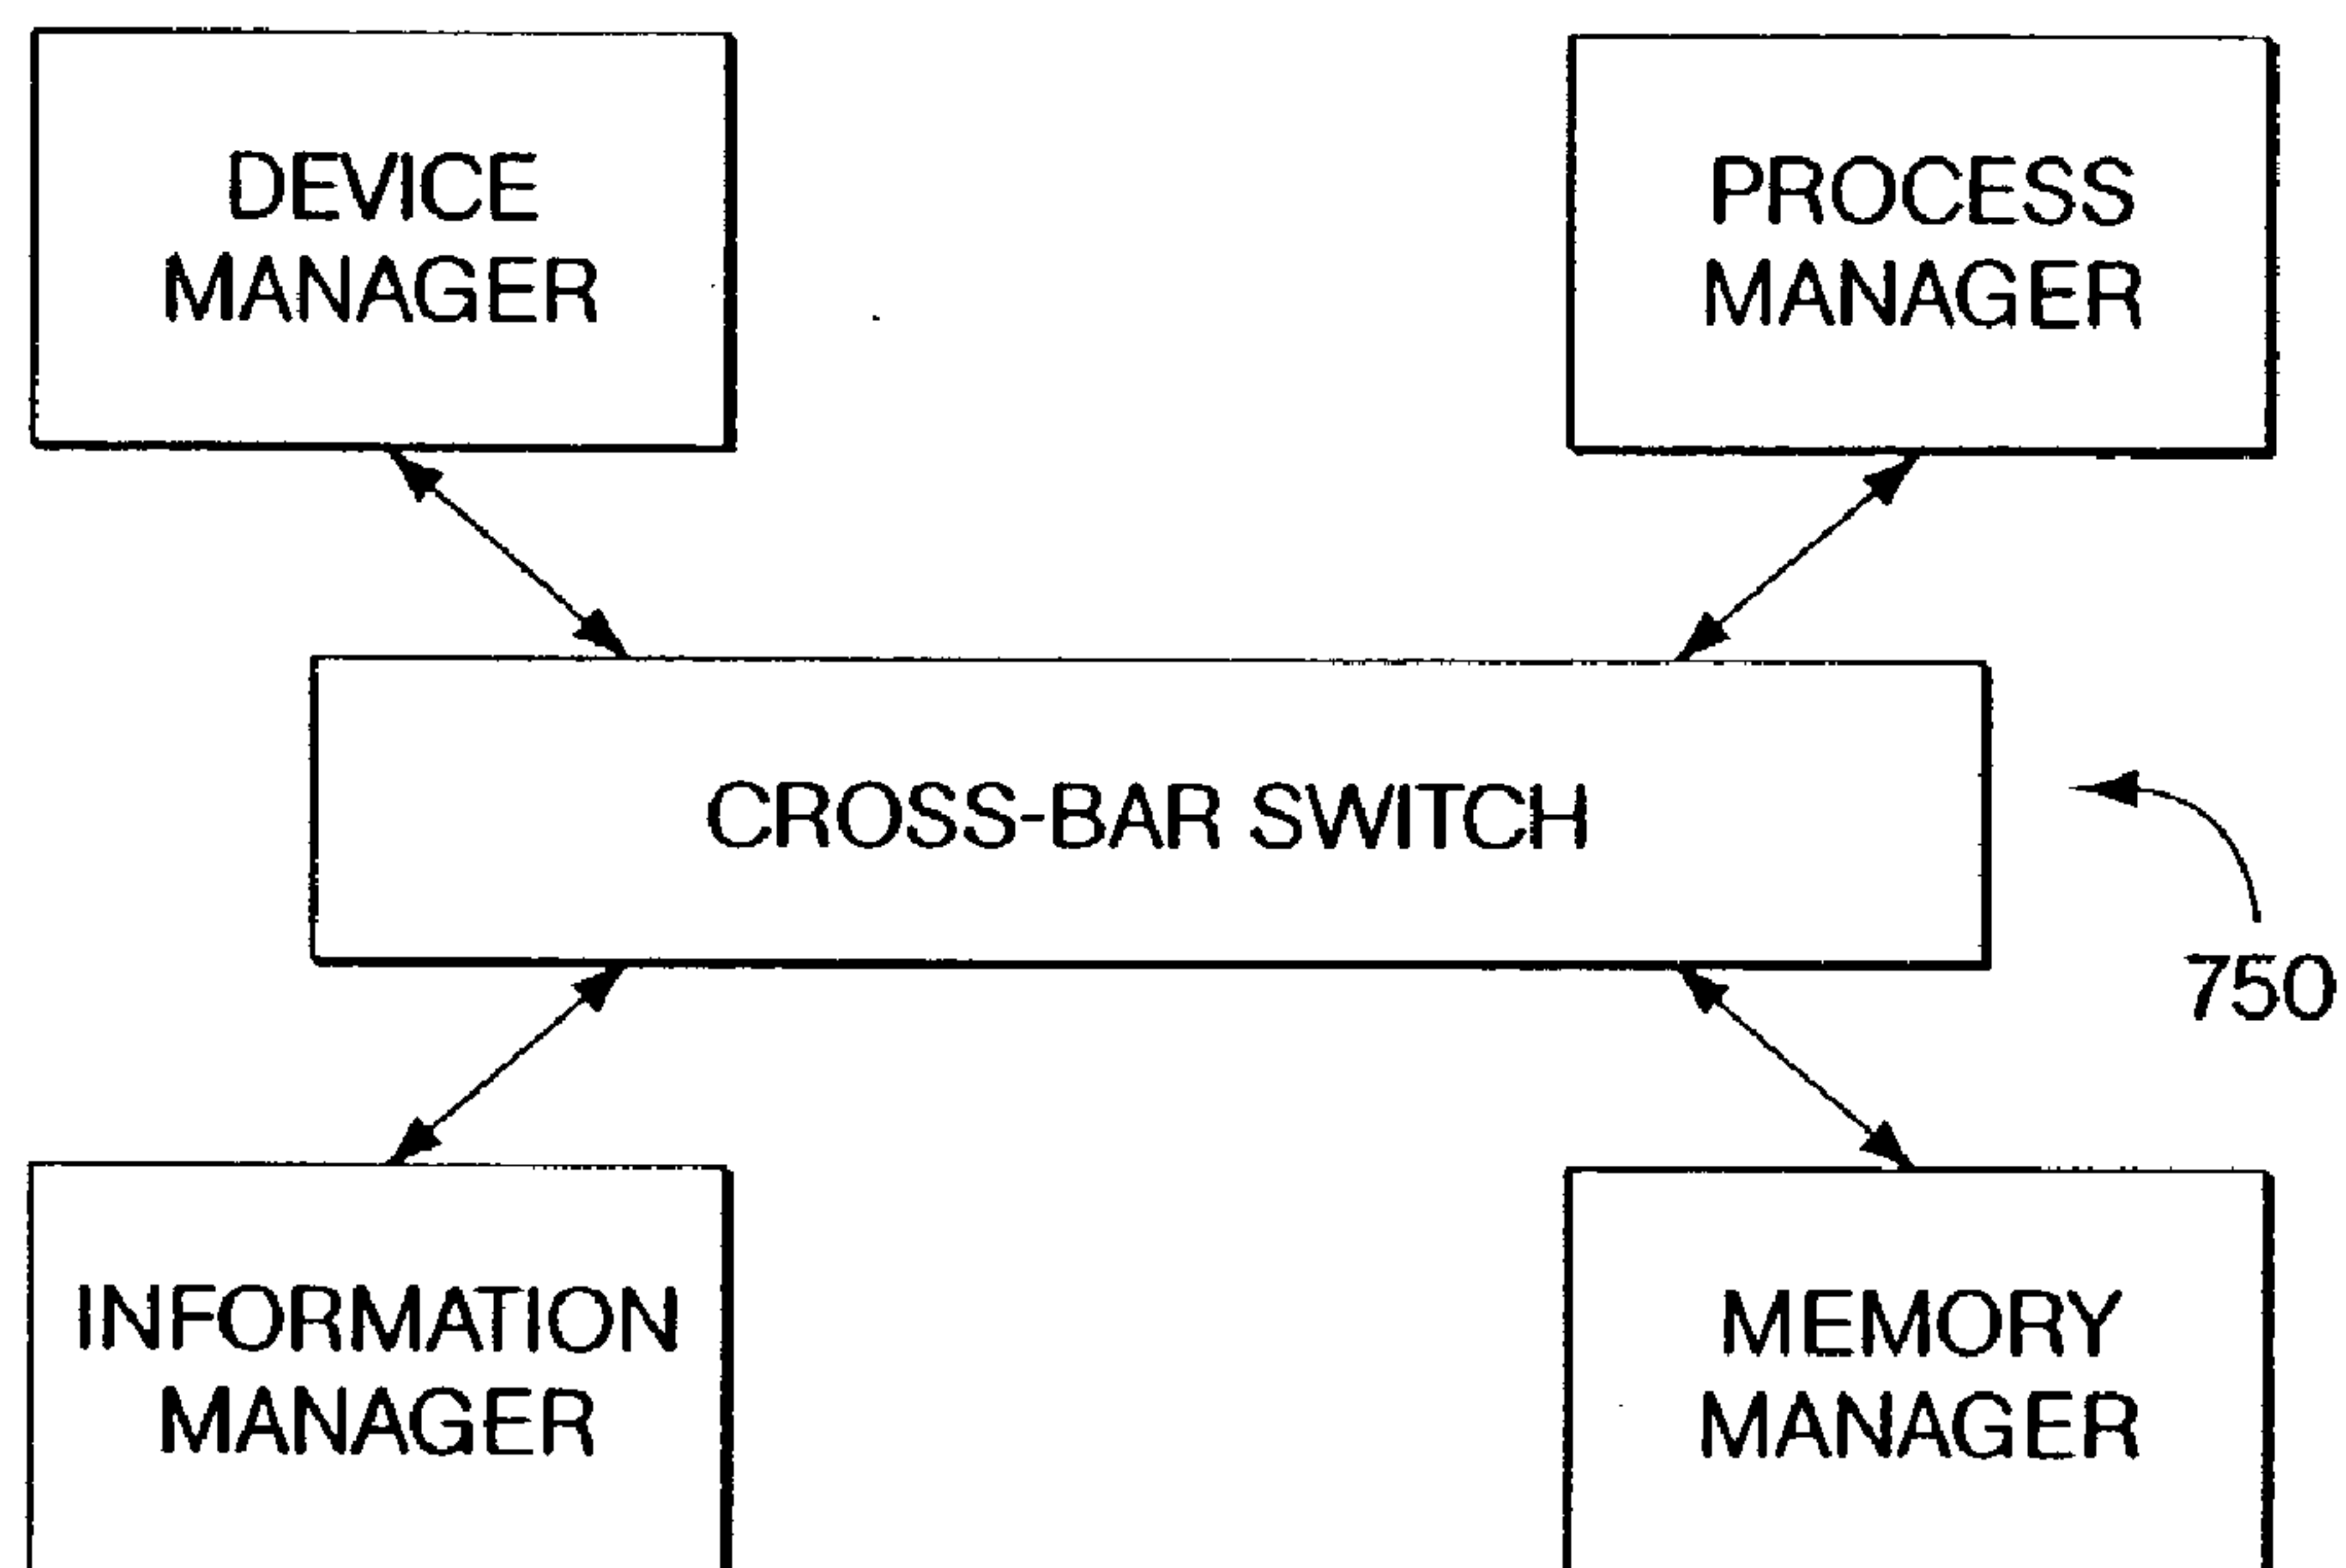 DEVICE
MANAGER
PROCESS
MANAGER
CROSS-BAR SWITCH
750
INFORMATION
MANAGER
MEMORY
MANAGER